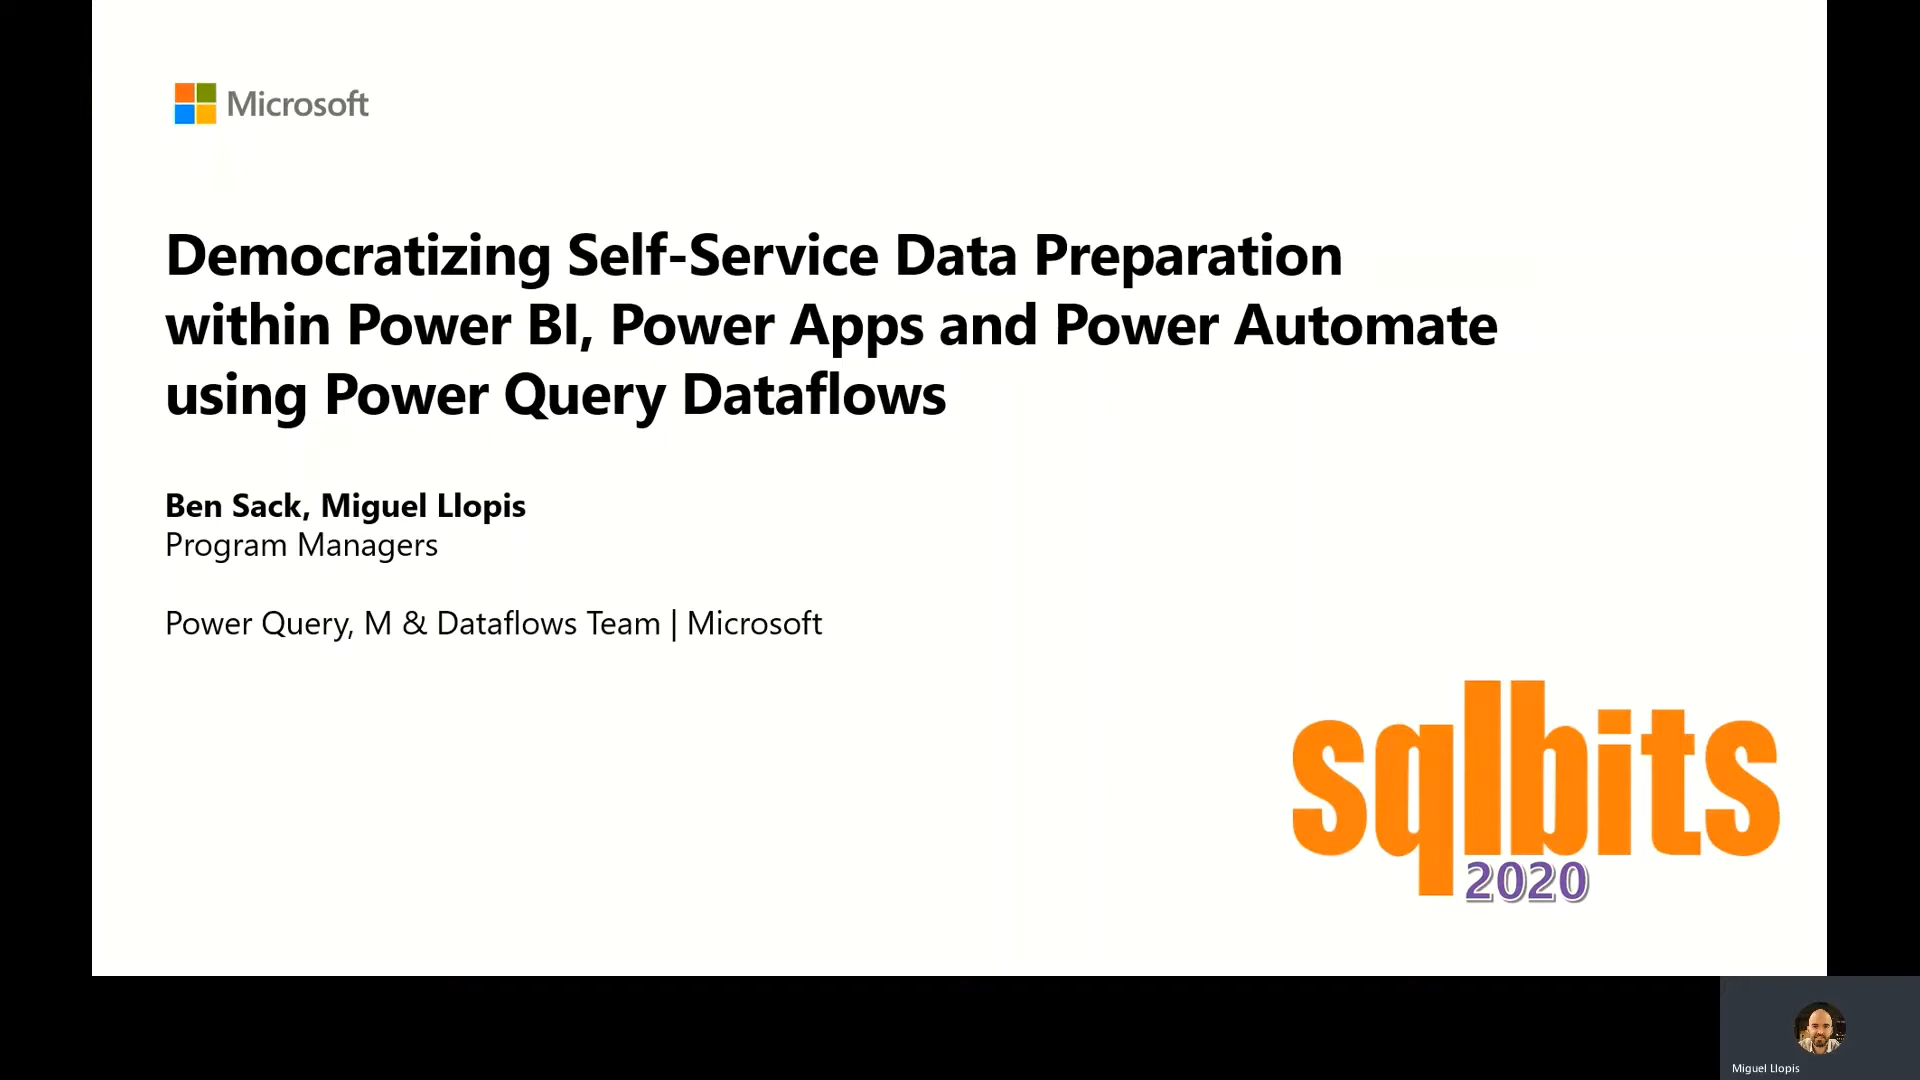 Microsoft
Democratizing Self-Service Data Preparation
within Power BI, Power Apps and Power Automate
using Power Query Dataflows
Ben Sack, Miguel Llopis
Program Managers
Power Query, M & Dataflows Team | Microsoft
sqlbits
2020
Miguel Llopis